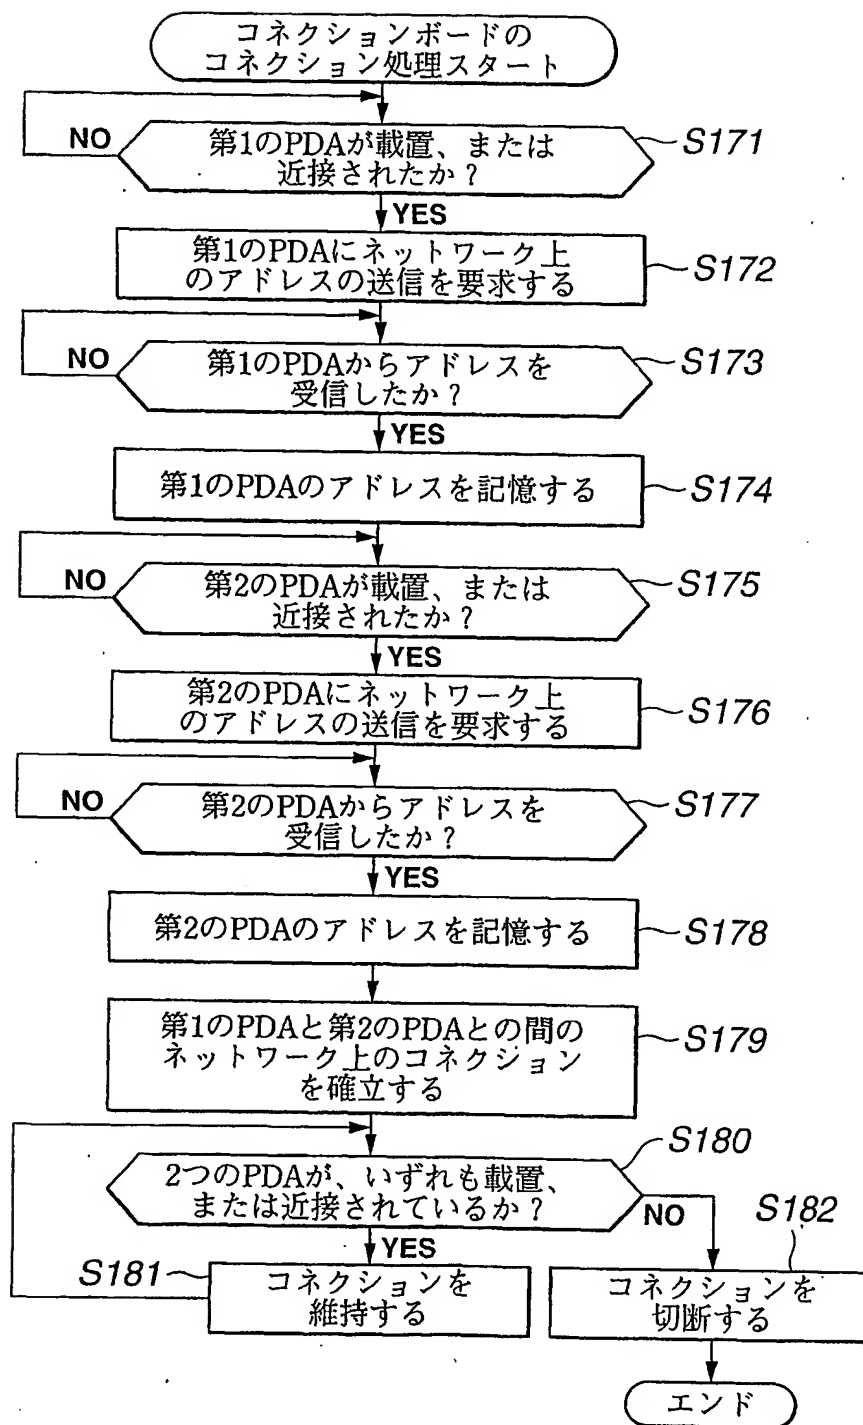 コネクションボードの
コネクション処理スタート
NO
第1のPDAが載置、または
近接されたか?
S171
YES
第1のPDAにネットワーク上
のアドレスの送信を要求する
S172
NO
第1のPDAからアドレスを
受信したか?
S173
YES
第1のPDAのアドレスを記憶する
S174
NO
第2のPDAが載置、または
近接されたか?
S175
YES
第2のPDAにネットワーク上
のアドレスの送信を要求する
S176
NO
第2のPDAからアドレスを
受信したか?
S177
YES
第2のPDAのアドレスを記憶する
S178
第1のPDAと第2のPDAとの間の
ネットワーク上のコネクション
を確立する
S179
2つのPDAが、いずれも載置、
または近接されているか?
S180
NO
YES
S181
コネクションを
維持する
S182
コネクションを
切断する
エンド